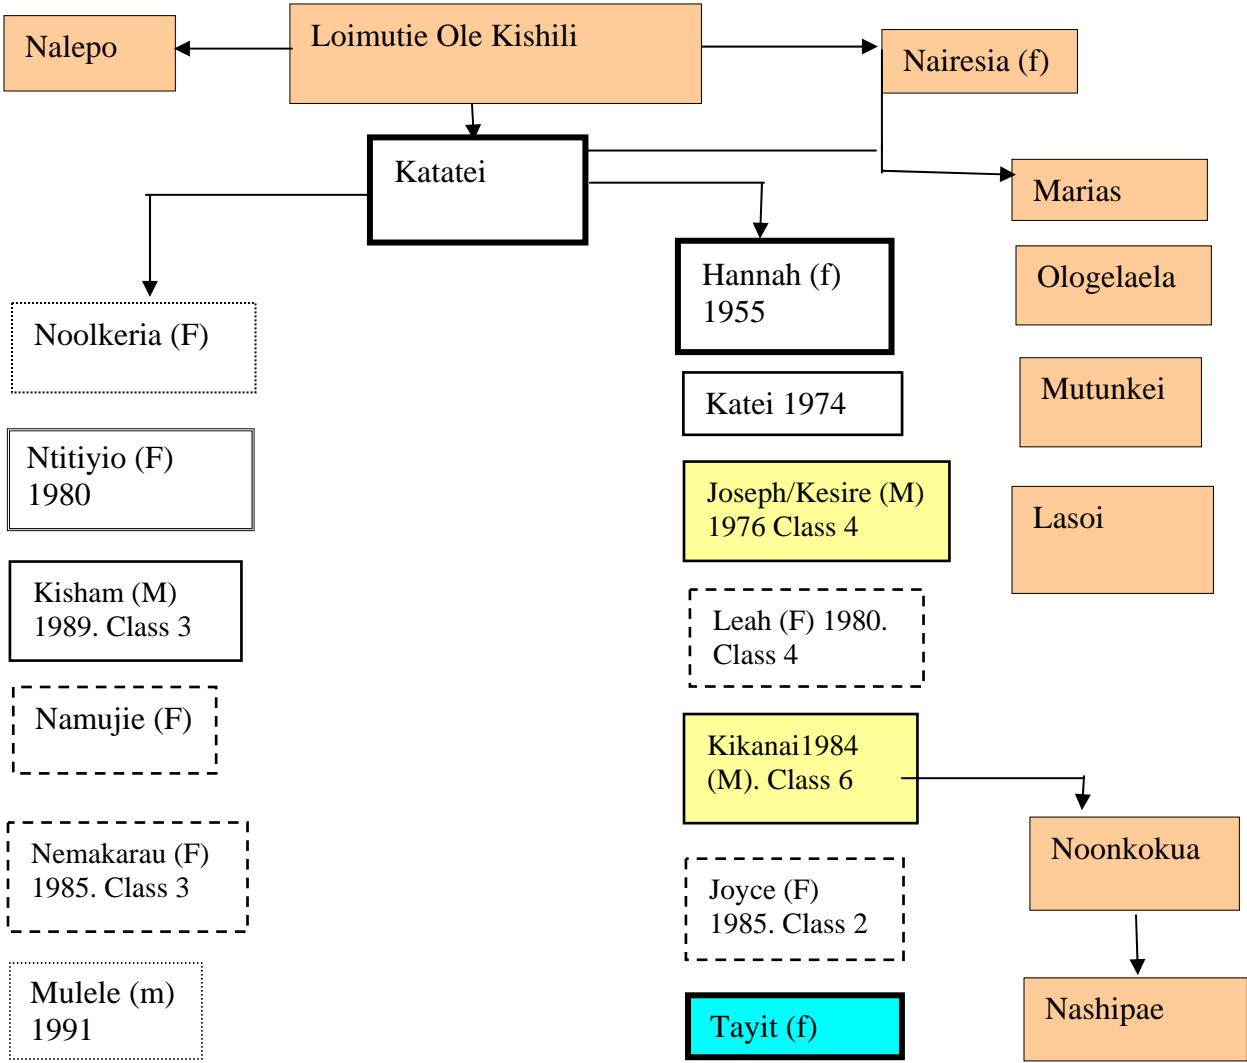 Nalepo
Loimutie Ole Kishili
Nairesia (f)
Katatei
Marias
Noolkeria (F)
Hannah (f)
1955
Ologelaela
Katei 1974
Mutunkei
Ntitiyio (F)
1980
Joseph/Kesire (M)
1976 Class 4
Lasoi
Kisham (M)
1989. Class 3
Leah (F) 1980.
Class 4
Namujie (F)
Kikanai1984
(M). Class 6
Nemakarau (F)
1985. Class 3
Noonkokua
Joyce (F)
1985. Class 2
Mulele (m)
1991
Tayit (f)
Nashipae